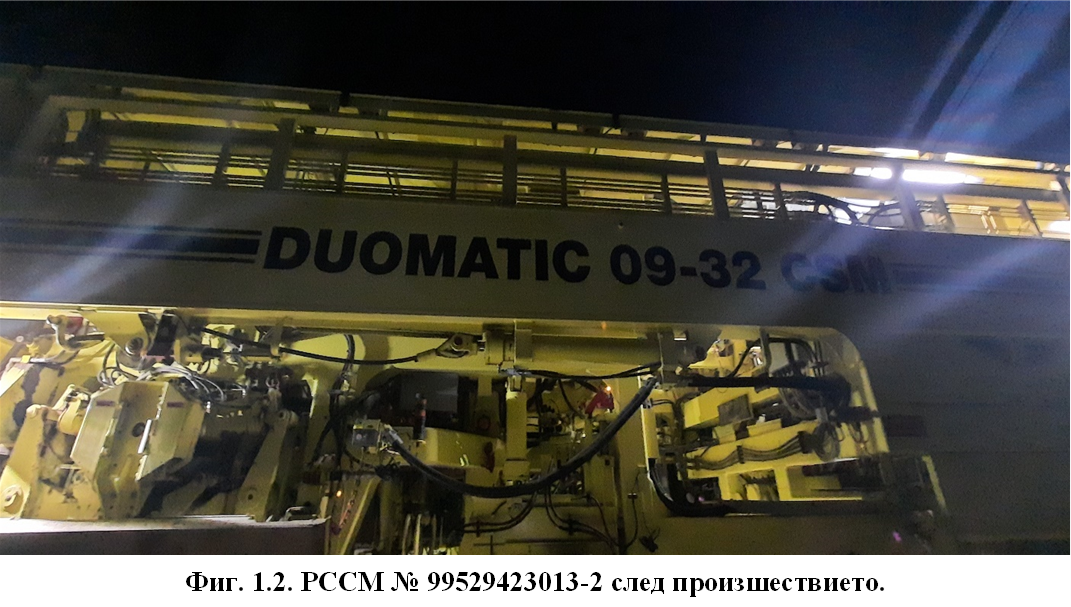 DUOMATIC 09-32 CSM
Фиг. 1.2. РССМ № 99529423013-2 след произшествието.